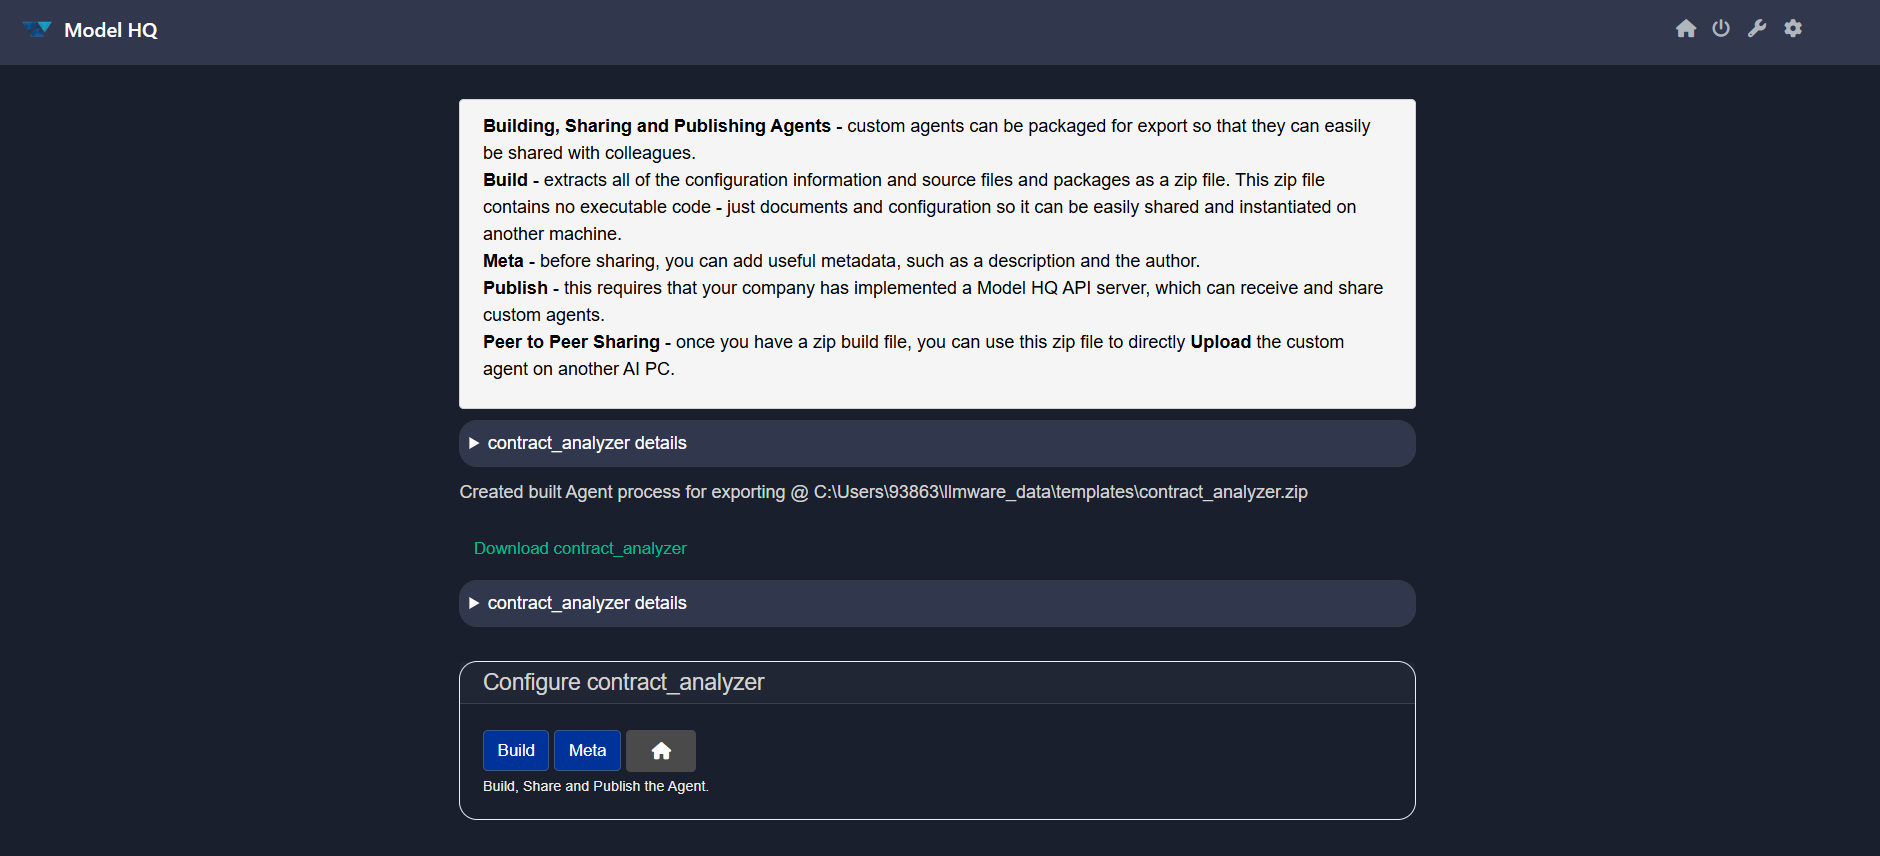 Model HQ
Building, Sharing and Publishing Agents - custom agents can be packaged for export so that they can easily
be shared with colleagues.
Build - extracts all of the configuration information and source files and packages as a zip file. This zip file
contains no executable code - just documents and configuration so it can be easily shared and instantiated on
another machine.
Meta - before sharing, you can add useful metadata, such as a description and the author.
Publish - this requires that your company has implemented a Model HQ API server, which can receive and share
custom agents.
Peer to Peer Sharing - once you have a zip build file, you can use this zip file to directly Upload the custom
agent on another AI PC.
contract_analyzer details
Created built Agent process for exporting @ C:\Users\93863\llmware_data\templates\contract_analyzer.zip
Download contract_analyzer
contract_analyzer details
Configure contract_analyzer
Build Meta
Build, Share and Publish the Agent.